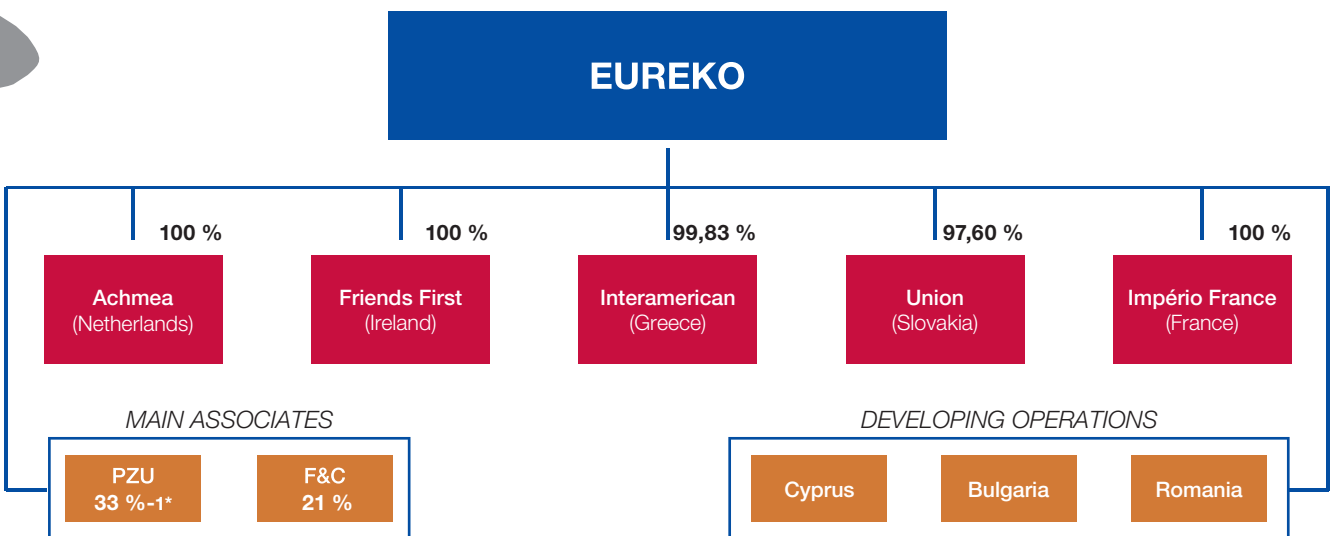 EUREKO
100 %
100 %
99,83 %
97,60 %
100 %
Achmea
(Netherlands)
Friends First
(Ireland)
Interamerican
(Greece)
Union
(Slovakia)
Império France
(France)
MAIN ASSOCIATES
PZU
33 %-1*
F&C
21 %
DEVELOPING OPERATIONS
Cyprus
Bulgaria
Romania